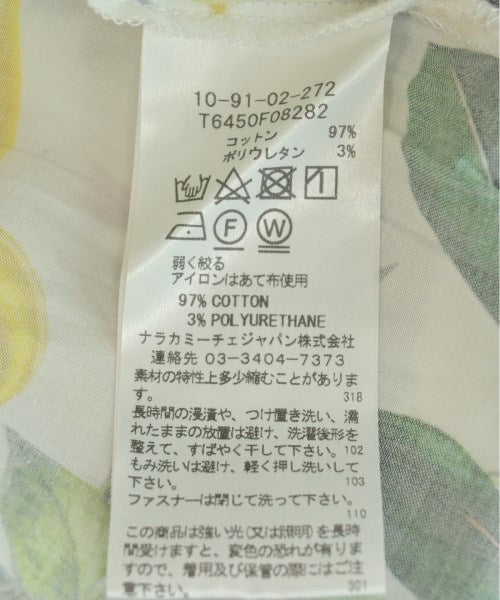 10-91-02-272
T6450F08282
コットン 97%
ポリウレタン 3%
F W
弱く絞る
アイロンはあて布使用
97% COTTON
3% POLYURETHANE
ナラカミーチェジャパン株式会社
連絡先 03-3404-7373
素材の特性上多少縮むことがありま
す。 318
長時間の浸漬や、つけ置き洗い、濡
れたままの放置は避け、洗濯後形を
整えて、すばやく干して下さい。102
もみ洗いは避け、軽く押し洗いして
下さい。 103
ファスナーは閉じて洗って下さい。
110
この商品は強い光(又は照明)を長時
間受けますと、変色の恐れが有りま
すので、着用及び保管の際にはご注
意下さい。 301